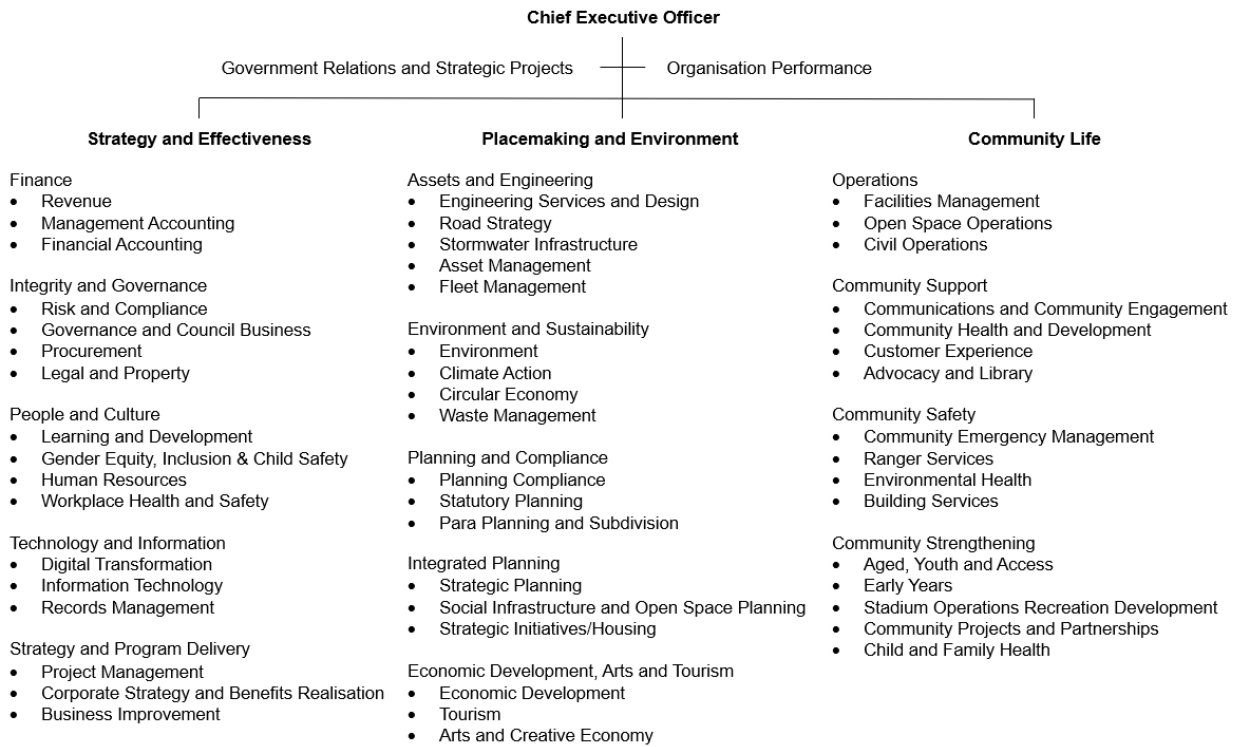 Chief Executive Officer
Government Relations and Strategic Projects
Organisation Performance
Strategy and Effectiveness
Finance
• Revenue
• Management Accounting
• Financial Accounting
Integrity and Governance
• Risk and Compliance
• Governance and Council Business
• Procurement
• Legal and Property
People and Culture
• Learning and Development
• Gender Equity, Inclusion & Child Safety
• Human Resources
• Workplace Health and Safety
Technology and Information
• Digital Transformation
• Information Technology
• Records Management
Strategy and Program Delivery
• Project Management
• Corporate Strategy and Benefits Realisation
• Business Improvement
Placemaking and Environment
Assets and Engineering
• Engineering Services and Design
• Road Strategy
• Stormwater Infrastructure
• Asset Management
• Fleet Management
Environment and Sustainability
• Environment
• Climate Action
• Circular Economy
• Waste Management
Planning and Compliance
• Planning Compliance
• Statutory Planning
• Para Planning and Subdivision
Integrated Planning
• Strategic Planning
• Social Infrastructure and Open Space Planning
• Strategic Initiatives/Housing
Economic Development, Arts and Tourism
• Economic Development
• Tourism
• Arts and Creative Economy
Community Life
Operations
• Facilities Management
• Open Space Operations
• Civil Operations
Community Support
• Communications and Community Engagement
• Community Health and Development
• Customer Experience
• Advocacy and Library
Community Safety
• Community Emergency Management
• Ranger Services
• Environmental Health
• Building Services
Community Strengthening
• Aged, Youth and Access
• Early Years
• Stadium Operations Recreation Development
• Community Projects and Partnerships
• Child and Family Health